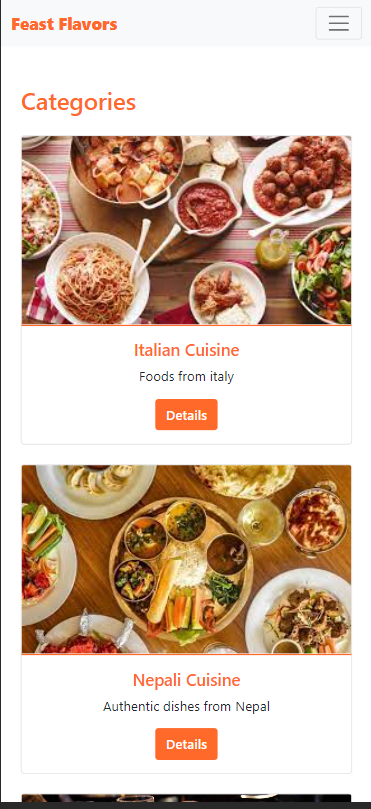 Feast Flavors
Categories
Italian Cuisine
Foods from italy
Details
Nepali Cuisine
Authentic dishes from Nepal
Details